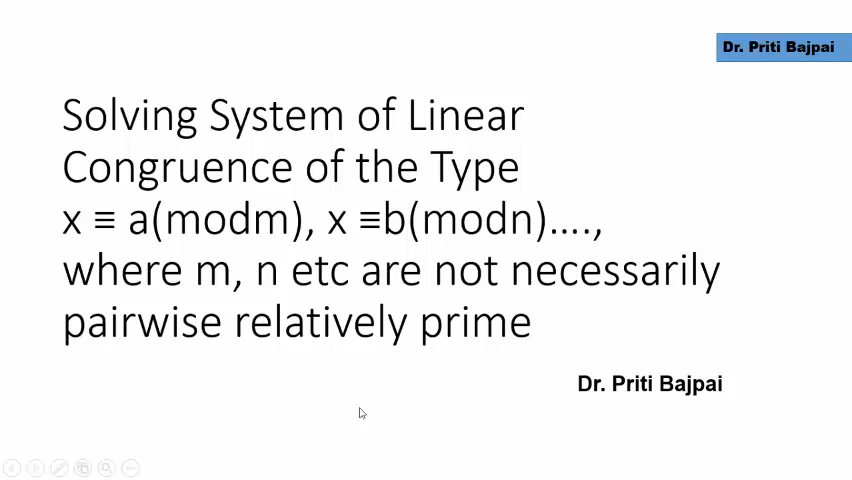 Dr. Priti Bajpai
Solving System of Linear
Congruence of the Type
x ≡ a(modm), x ≡b(modn)….,
where m, n etc are not necessarily
pairwise relatively prime
Dr. Priti Bajpai